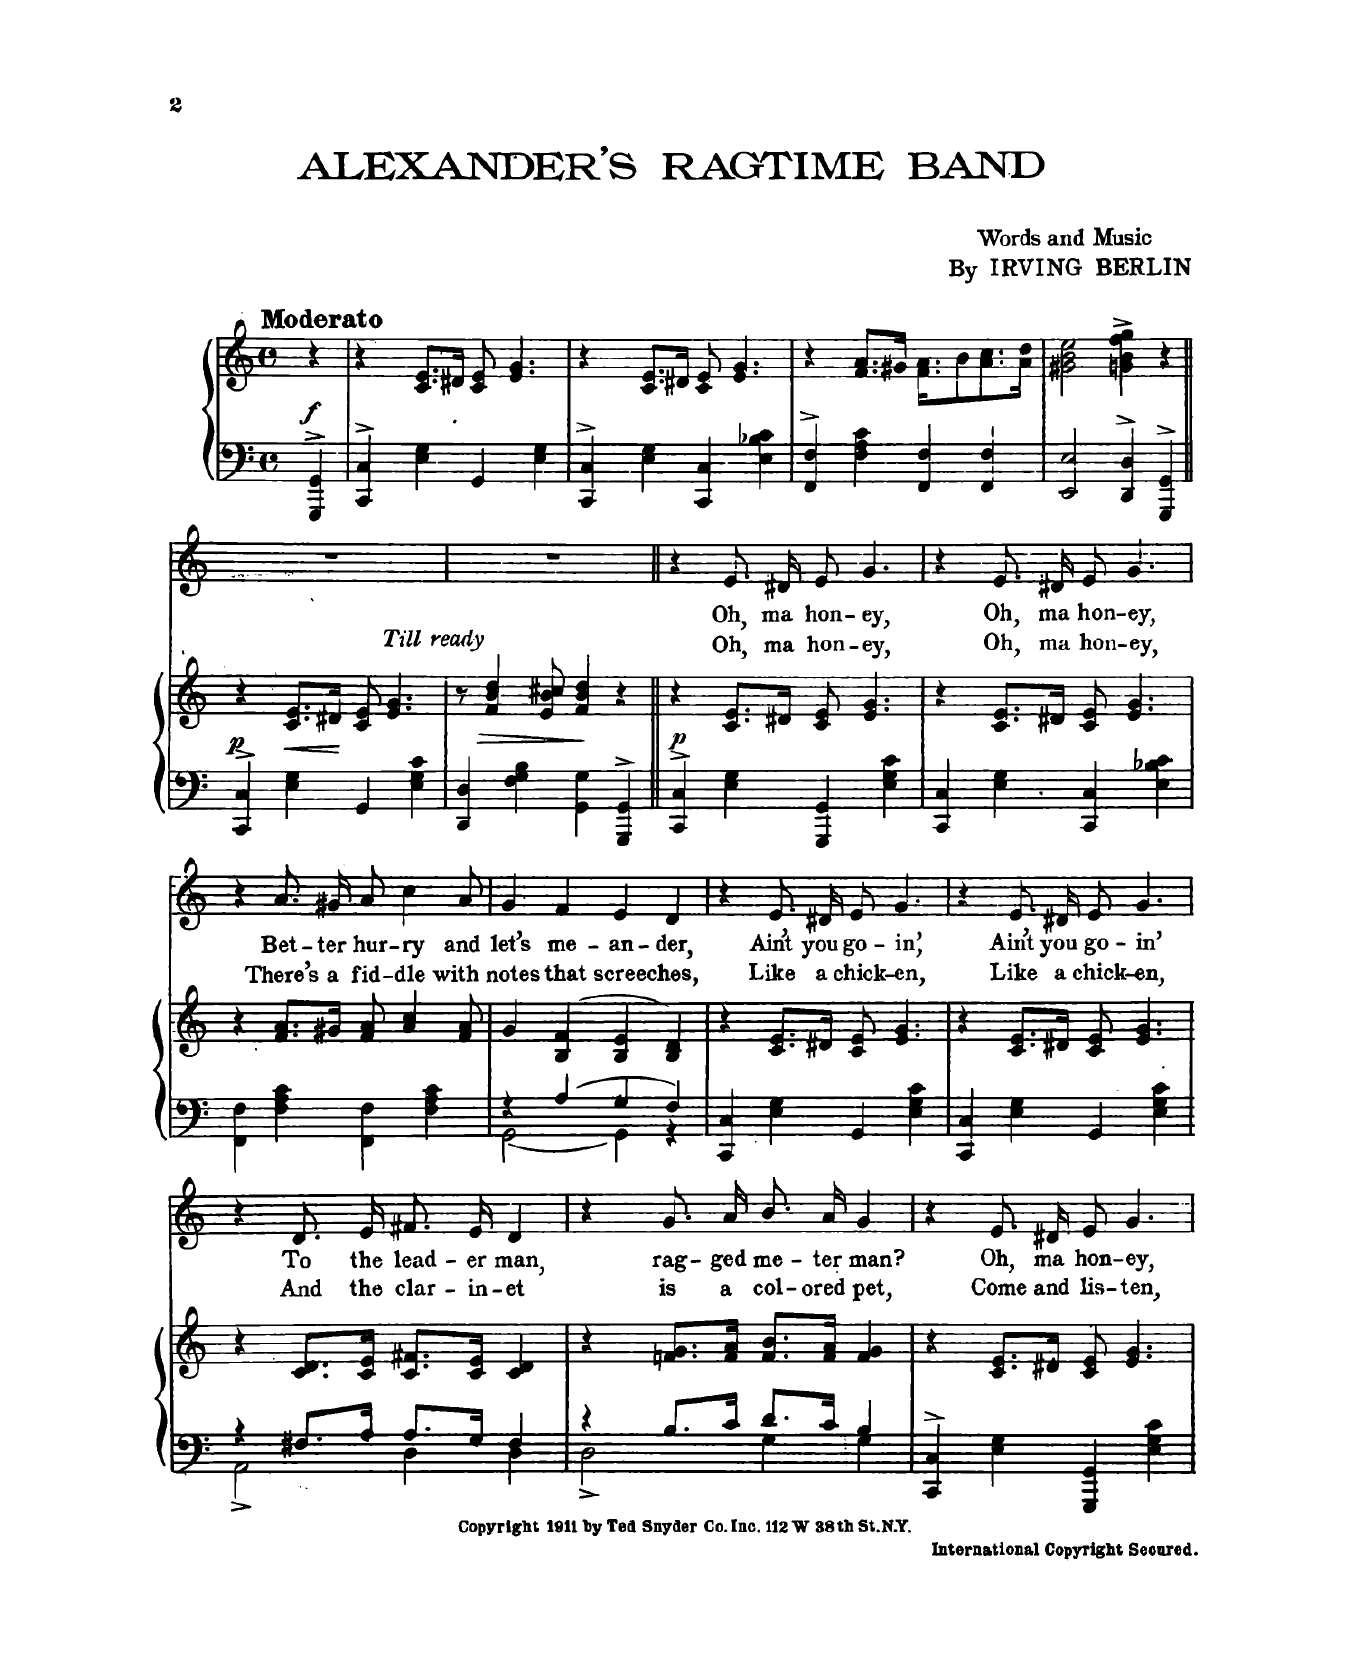 2
ALEXANDER'S RAGTIME BAND
Words and Music
By IRVING BERLIN
Moderato
f
Till ready
Oh, ma hon-ey, Oh, ma hon-ey,
Oh, ma hon-ey, Oh, ma hon-ey,
p p
Bet-ter hur-ry and let's me-an-der, Ain't you go-in', Ain't you go-in'
There's a fid-dle with notes that screeches, Like a chick-en, Like a chick-en,
To the lead-er man, rag-ged me-ter man? Oh, ma hon-ey,
And the clar-in-et is a col-ored pet, Come and lis-ten,
Copyright 1911 by Ted Snyder Co. Inc. 112 W 38th St. N.Y.
International Copyright Secured.